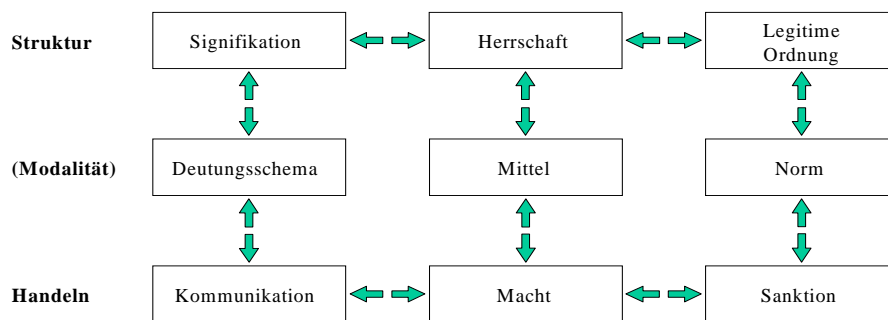 Struktur
Signifikation
Herrschaft
Legitime
Ordnung
(Modalität)
Deutungsschema
Mittel
Norm
Handeln
Kommunikation
Macht
Sanktion